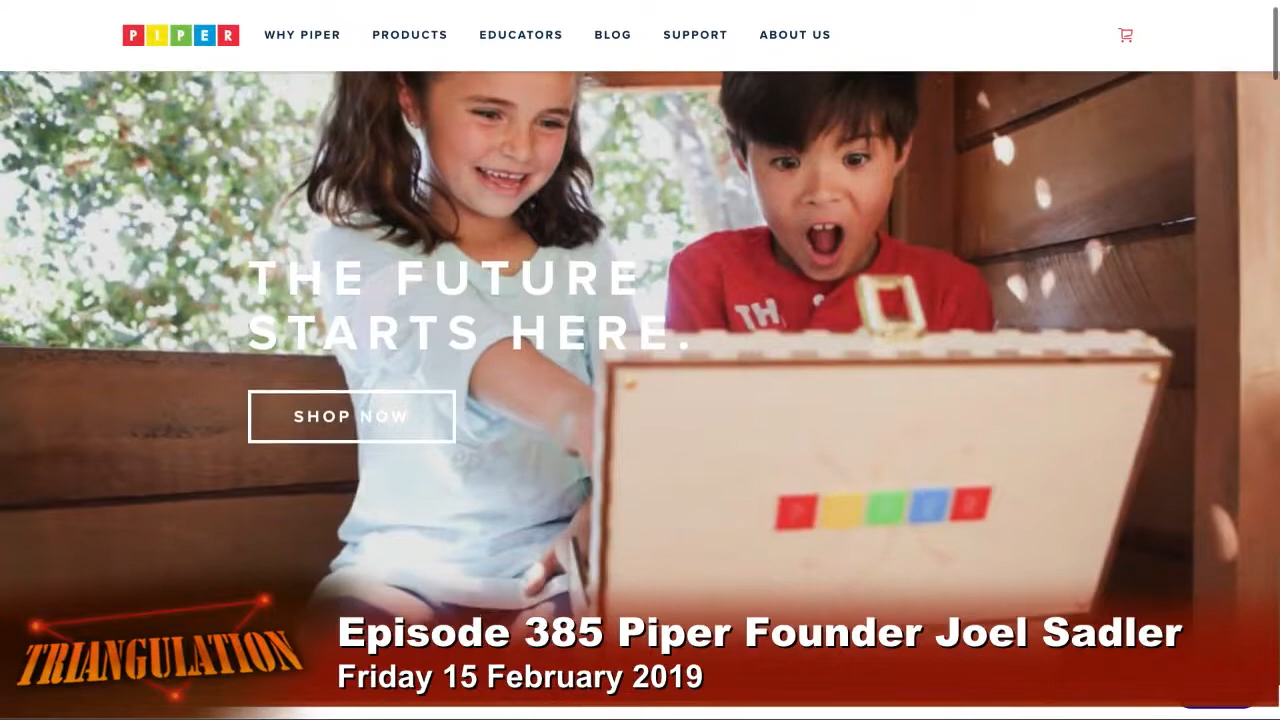 PIPER WHY PIPER PRODUCTS EDUCATORS BLOG SUPPORT ABOUT US
TH
THE FUTURE
STARTS HERE.
SHOP NOW
TRIANGULATION
Episode 385 Piper Founder Joel Sadler
Friday 15 February 2019